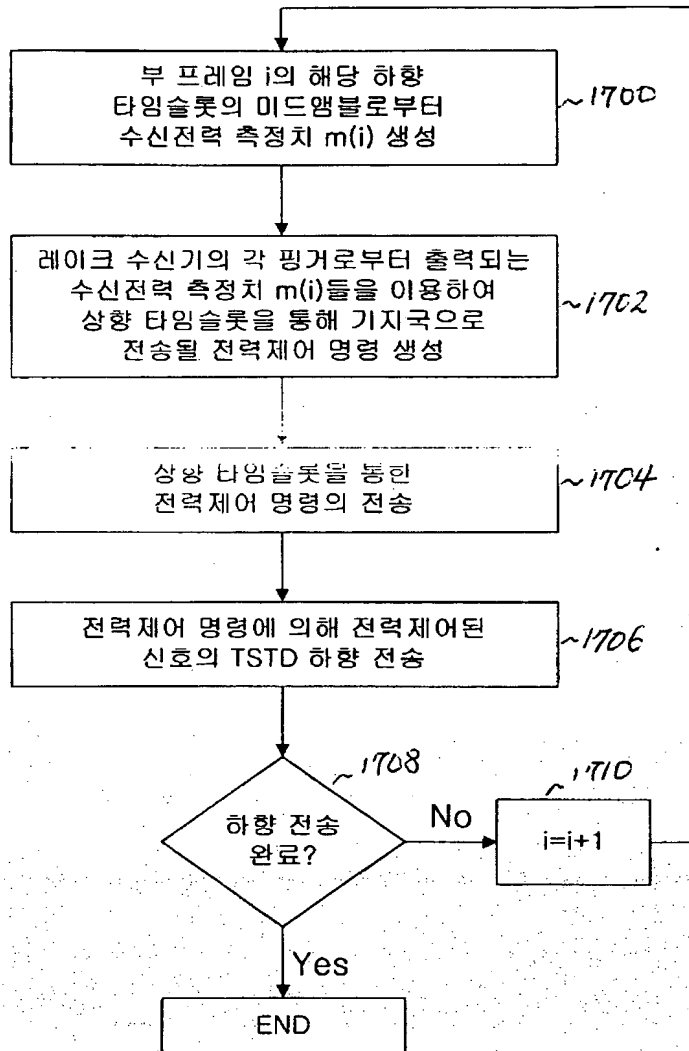 부 프레임 i의 해당 하향
타임슬롯의 미드앰블로부터
수신전력 측정치 m(i) 생성
~1700
레이크 수신기의 각 핑거로부터 출력되는
수신전력 측정치 m(i)들을 이용하여
상향 타임슬롯을 통해 기지국으로
전송될 전력제어 명령 생성
~1702
상향 타임슬롯을 통한
전력제어 명령의 전송
~1704
전력제어 명령에 의해 전력제어된
신호의 TSTD 하향 전송
~1706
~1708
하향 전송
완료?
No
~1710
i=i+1
Yes
END